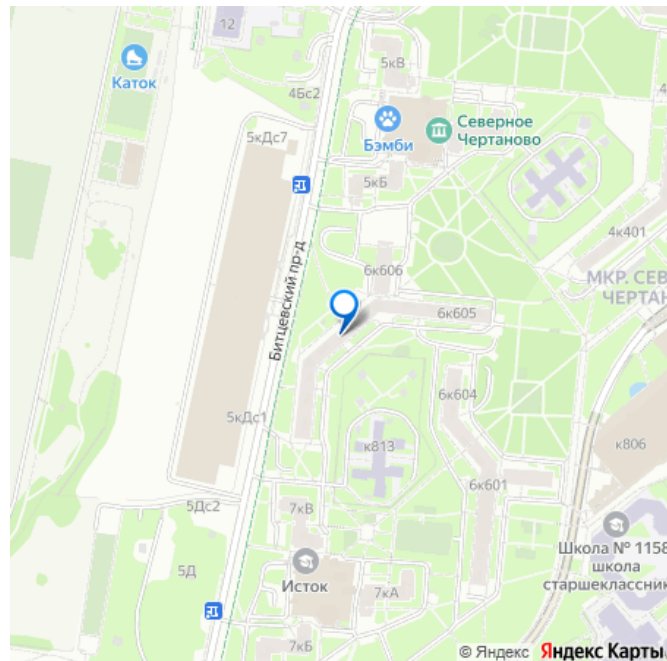 12
5кВ
Каток
4Бс2
Северное
Чертаново
Бэмби
5кДс7
5кБ
4к401
6к606
МКР. СЕВ
ЧЕРТАН
Битцевский пр-д
6к605
6к604
5кДс1
к813
к806
6к601
5Дс2
7кВ
Школа № 1158
школа
старшеклассник
5Д
Исток
7кА
7кБ
© Яндекс Яндекс Карты